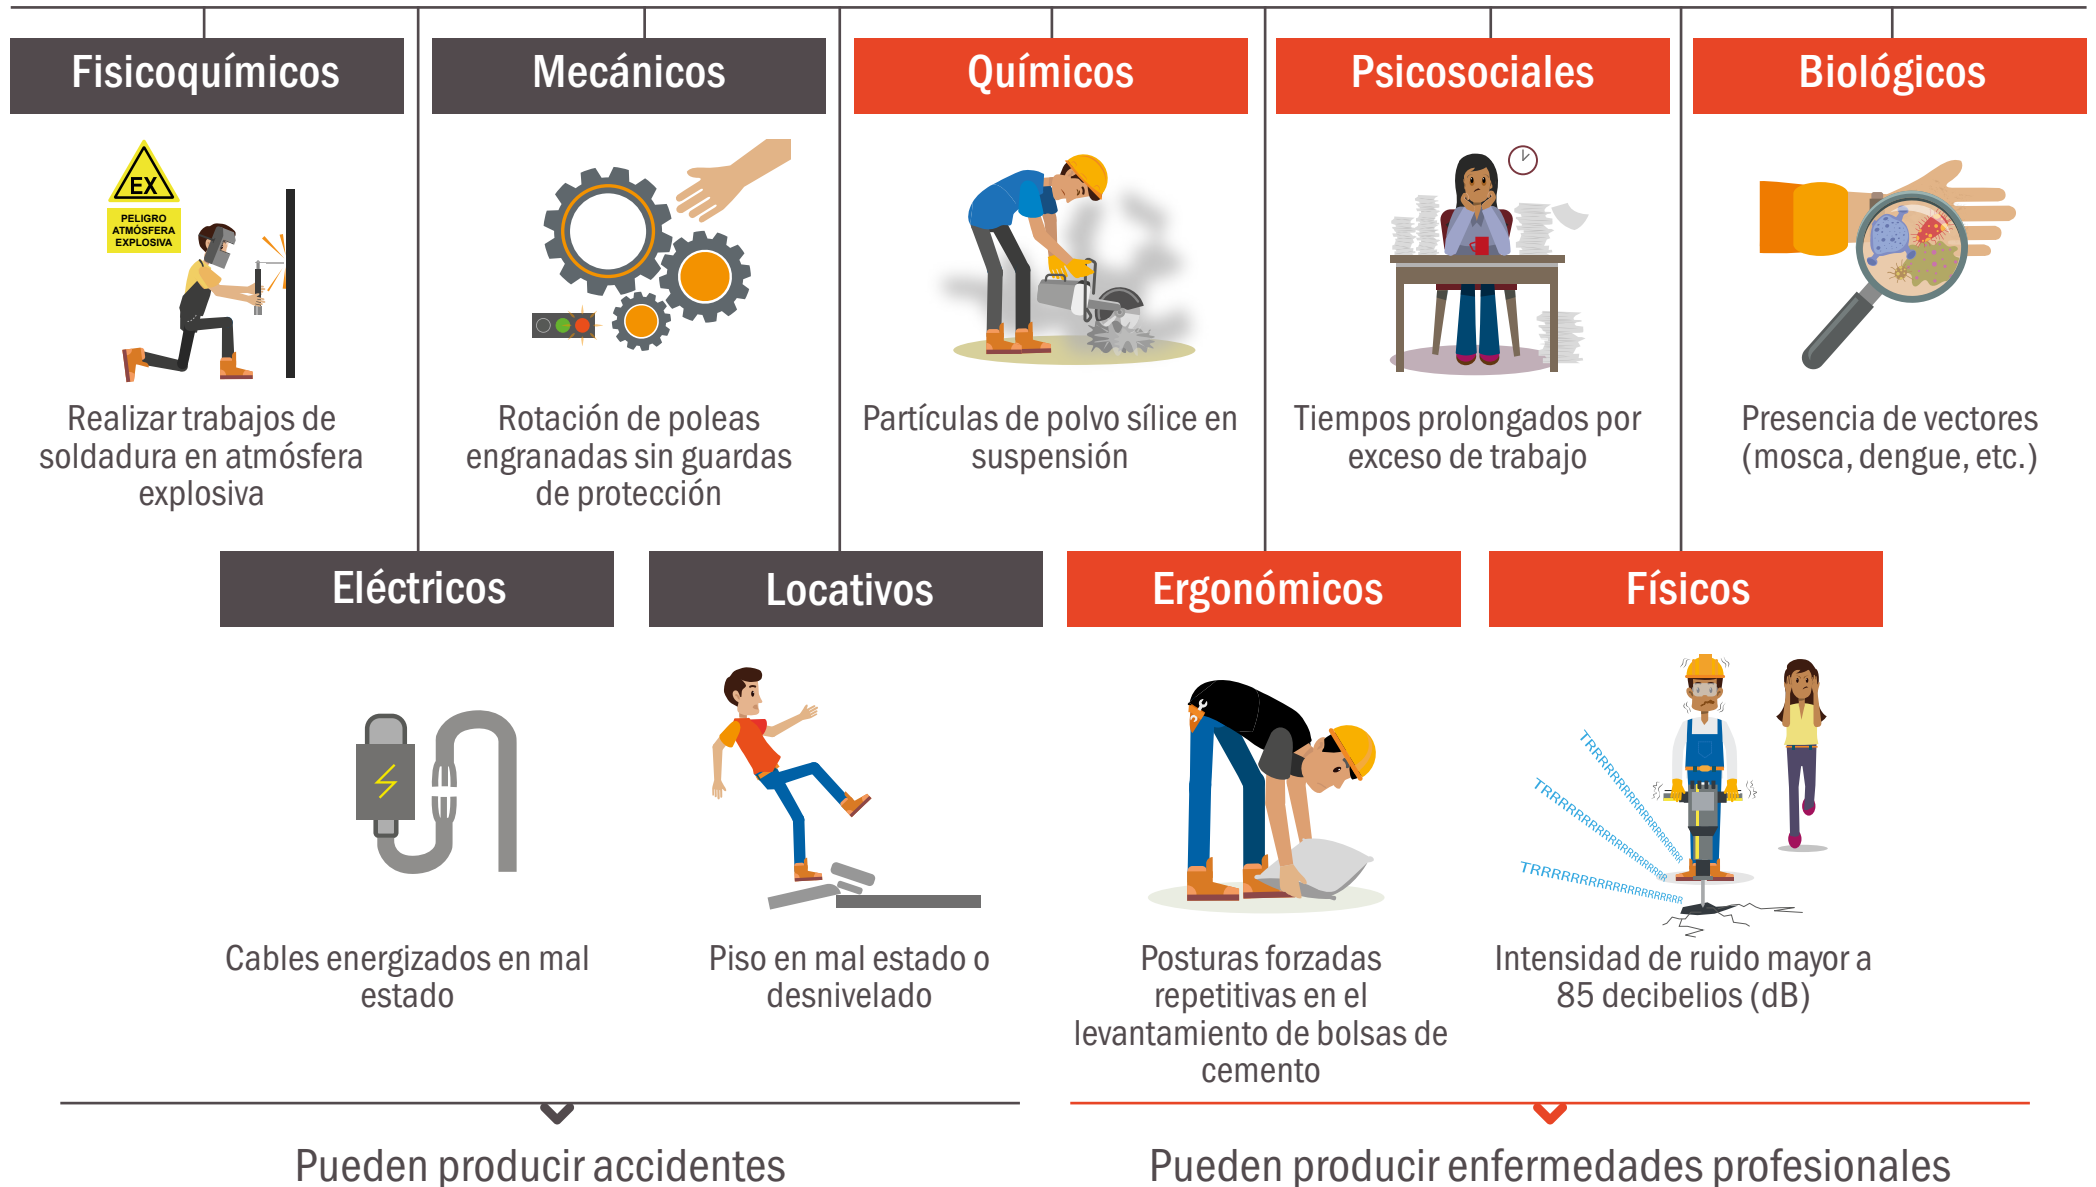 Fisicoquímicos
Mecánicos
Químicos
Psicosociales
Biológicos
EX
PELIGRO
ATMÓSFERA
EXPLOSIVA
Realizar trabajos de
soldadura en atmósfera
explosiva
Rotación de poleas
engranadas sin guardas
de protección
Partículas de polvo sílice en
suspensión
Tiempos prolongados por
exceso de trabajo
Presencia de vectores
(mosca, dengue, etc.)
Eléctricos
Locativos
Ergonómicos
Físicos
TRRRRRRRRRRRRRRRRRRRR
TRRRRRRRRRRRRRRRRRRRR
TRRRRRRRRRRRRRRRRRRRR
Cables energizados en mal
estado
Piso en mal estado o
desnivelado
Posturas forzadas
repetitivas en el
levantamiento de bolsas de
cemento
Intensidad de ruido mayor a
85 decibelios (dB)
Pueden producir accidentes
Pueden producir enfermedades profesionales